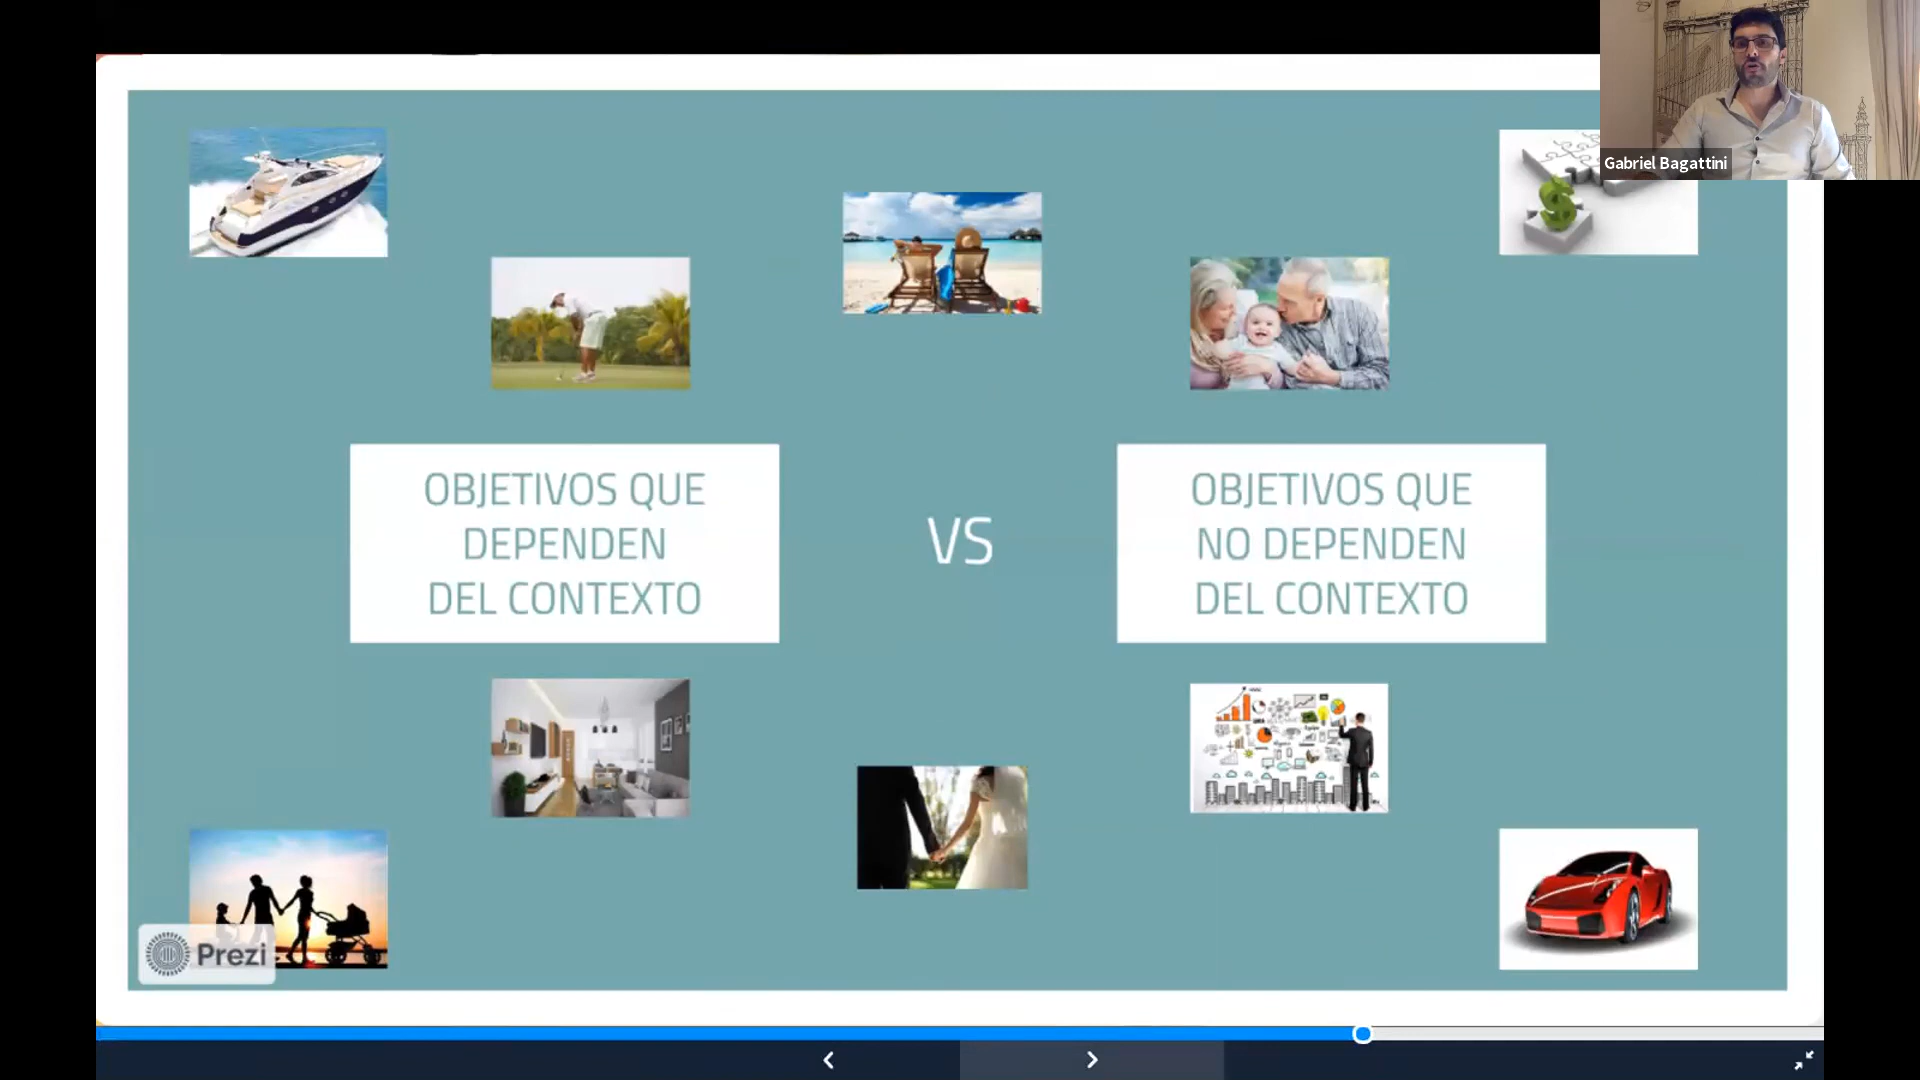 Gabriel Bagattini
OBJETIVOS QUE
DEPENDEN
DEL CONTEXTO
VS
OBJETIVOS QUE
NO DEPENDEN
DEL CONTEXTO
Prezi